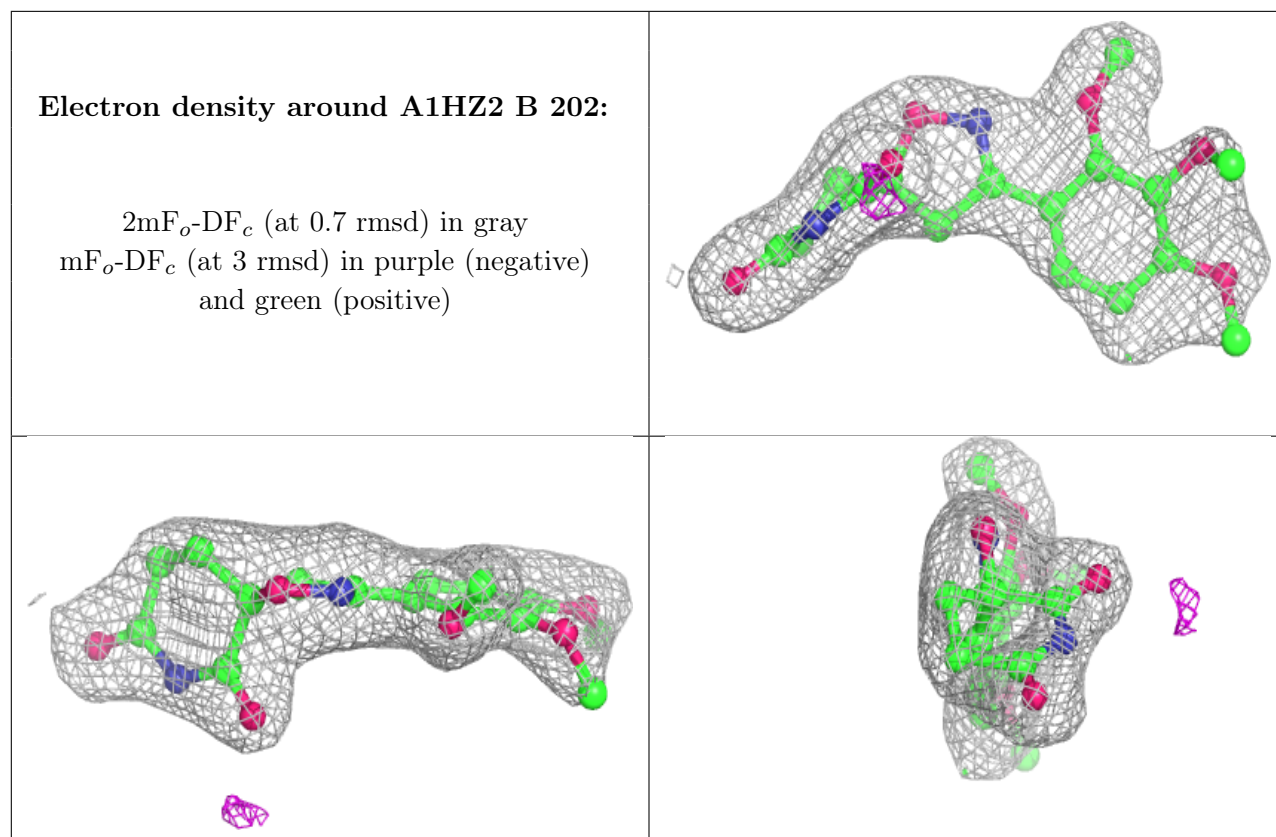 Electron density around A1HZ2 B 202:
2mFₒ-DF𝑐 (at 0.7 rmsd) in gray
mFₒ-DF𝑐 (at 3 rmsd) in purple (negative)
and green (positive)